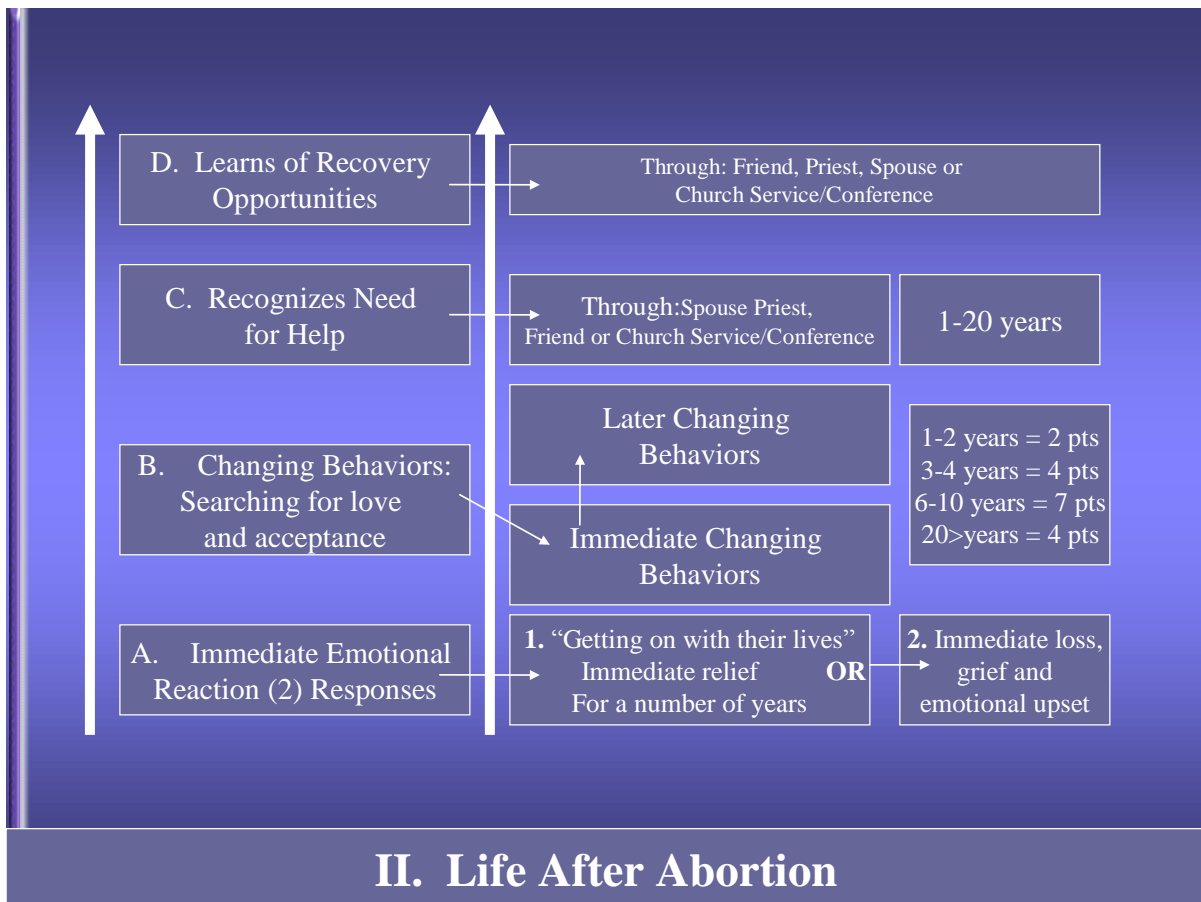 D. Learns of Recovery
Opportunities
Through: Friend, Priest, Spouse or
Church Service/Conference
C. Recognizes Need
for Help
Through:Spouse Priest,
Friend or Church Service/Conference
1-20 years
B. Changing Behaviors:
Searching for love
and acceptance
Later Changing
Behaviors
Immediate Changing
Behaviors
1-2 years = 2 pts
3-4 years = 4 pts
6-10 years = 7 pts
20>years = 4 pts
A. Immediate Emotional
Reaction (2) Responses
1. “Getting on with their lives”
Immediate relief OR
For a number of years
2. Immediate loss,
grief and
emotional upset
II. Life After Abortion